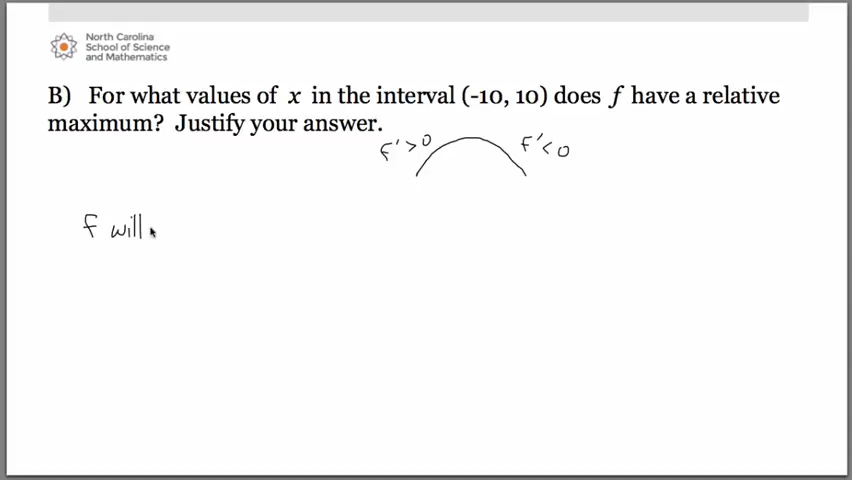 North Carolina
School of Science
and Mathematics
B) For what values of x in the interval (-10, 10) does f have a relative
maximum? Justify your answer.
f' > 0
f' < 0
f will